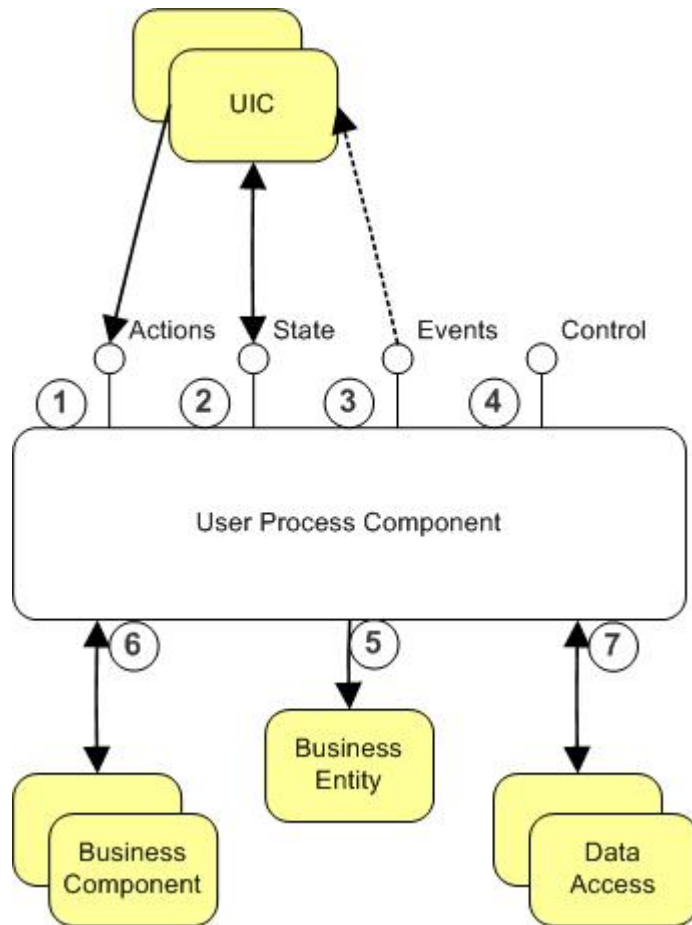 UIC
Actions
State
Events
Control
1
2
3
4
User Process Component
6
5
7
Business
Entity
Business
Component
Data
Access